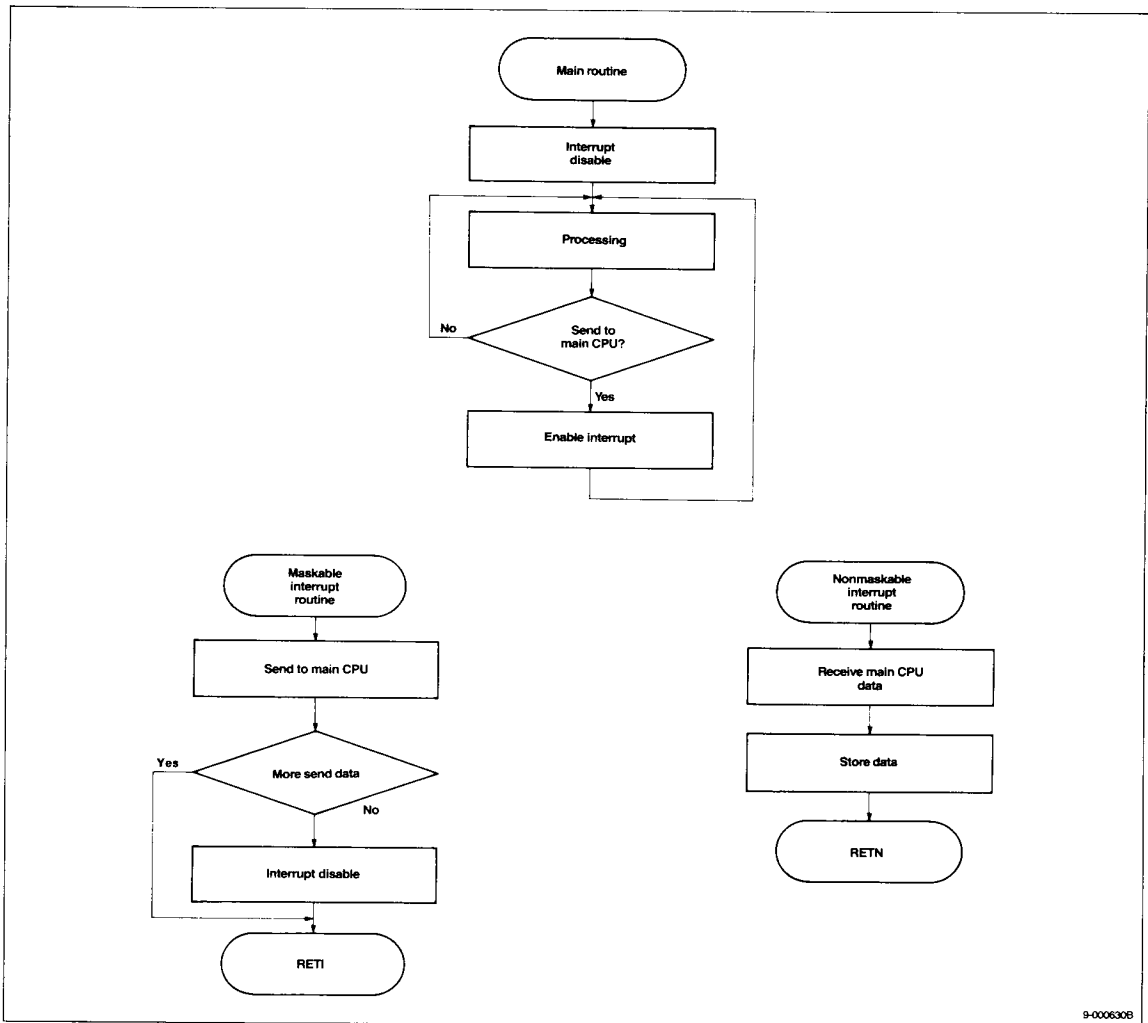 Main routine
Interrupt
disable
Processing
No
Send to
main CPU?
Yes
Enable interrupt
Maskable
interrupt
routine
Send to main CPU
Yes
More send data
No
Interrupt disable
RETI
Nonmaskable
interrupt
routine
Receive main CPU
data
Store data
RETN
9-000630B